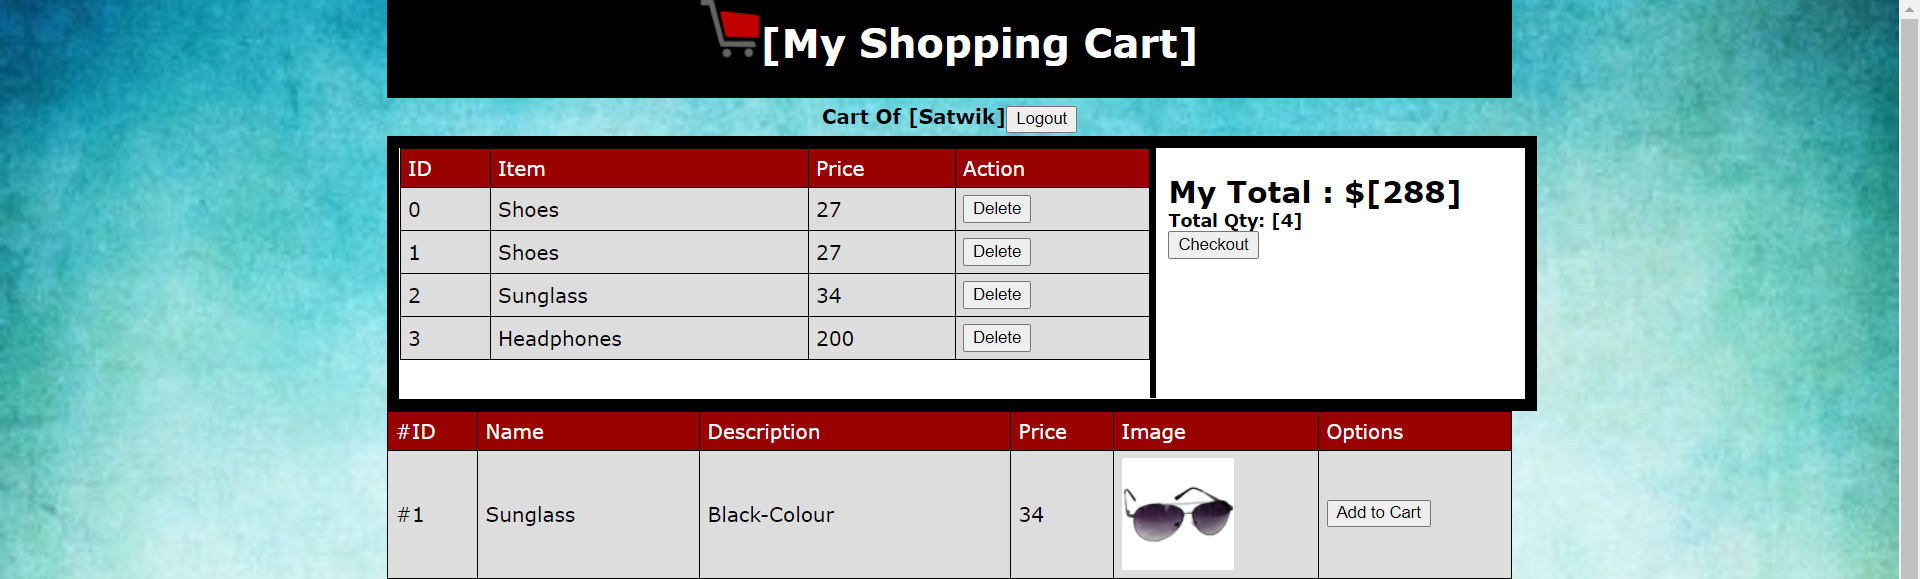 [My Shopping Cart]
Cart Of [Satwik] Logout
ID Item Price Action
0 Shoes 27 Delete
1 Shoes 27 Delete
2 Sunglass 34 Delete
3 Headphones 200 Delete
My Total : $[288]
Total Qty: [4]
Checkout
#ID Name Description Price Image Options
#1 Sunglass Black-Colour 34 Add to Cart